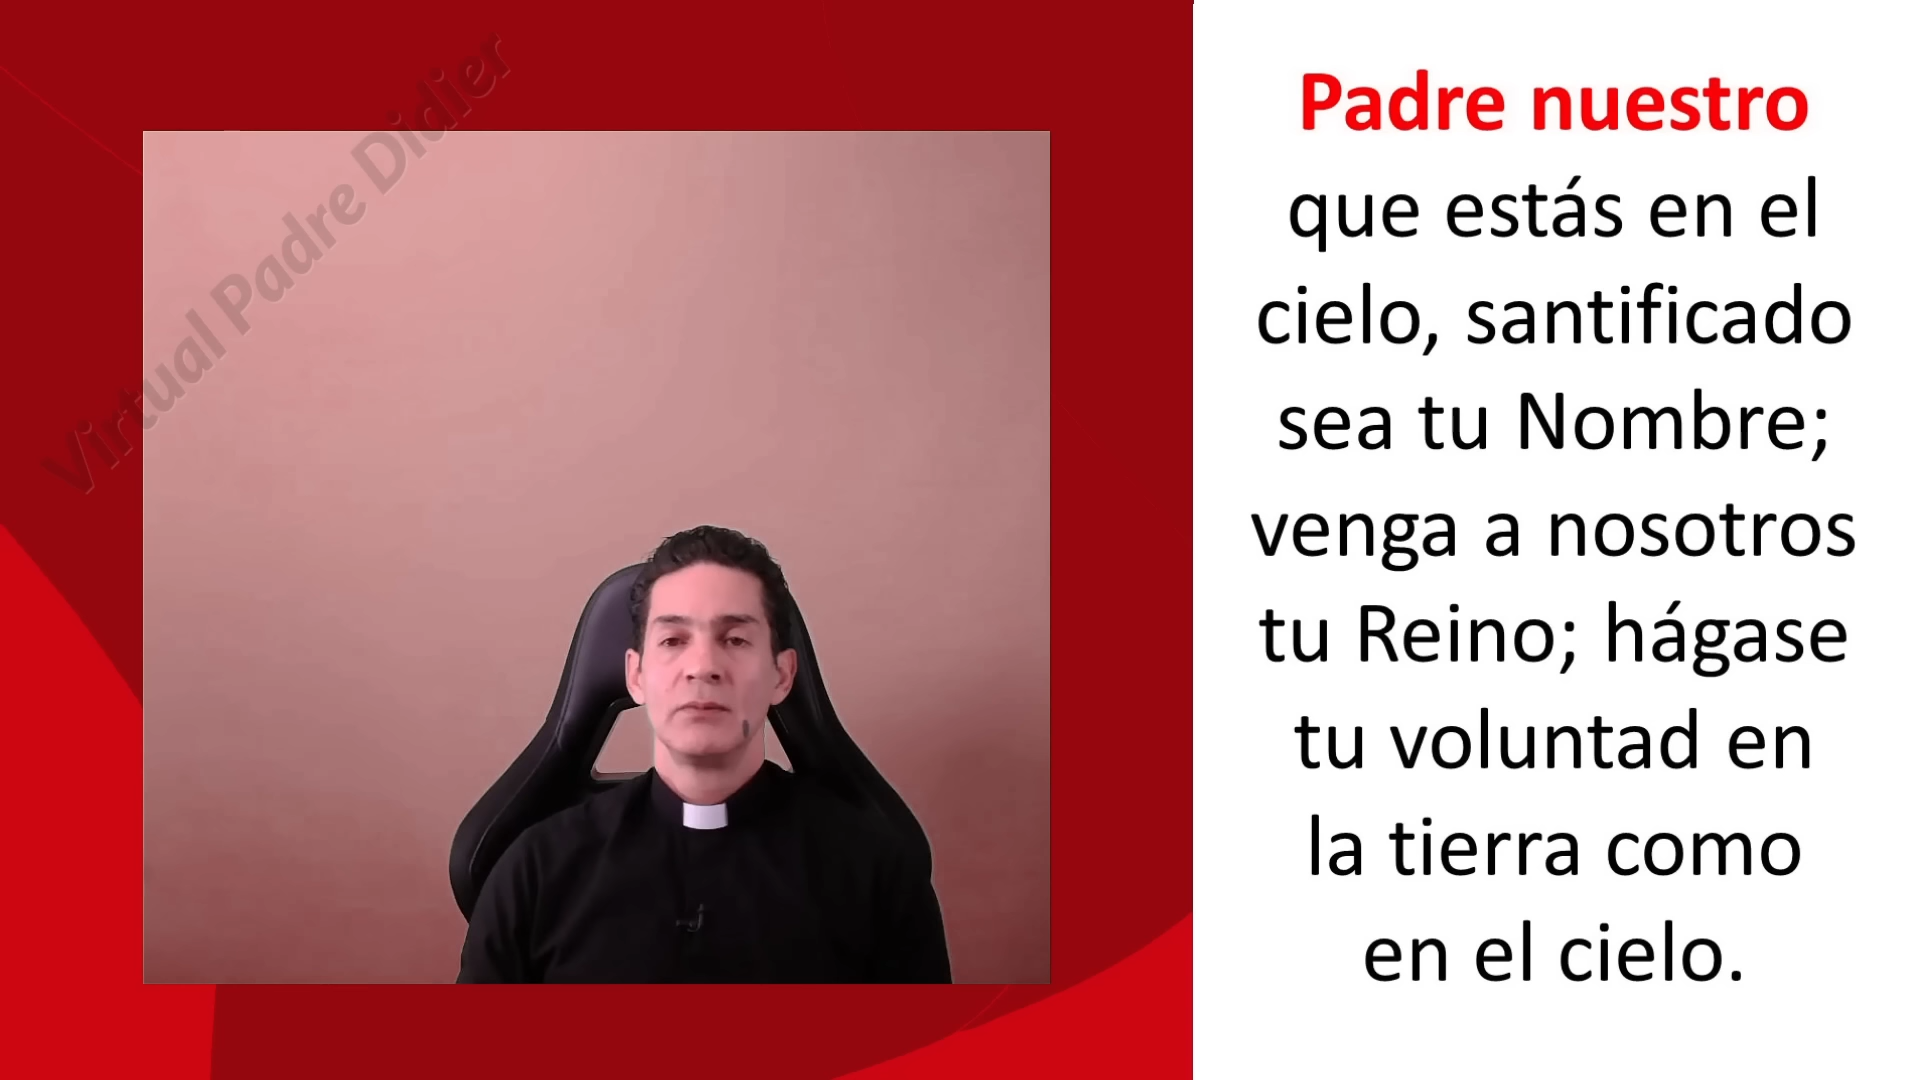 Virtual Padre Didier
Padre nuestro
que estás en el
cielo, santificado
sea tu Nombre;
venga a nosotros
tu Reino; hágase
tu voluntad en
la tierra como
en el cielo.